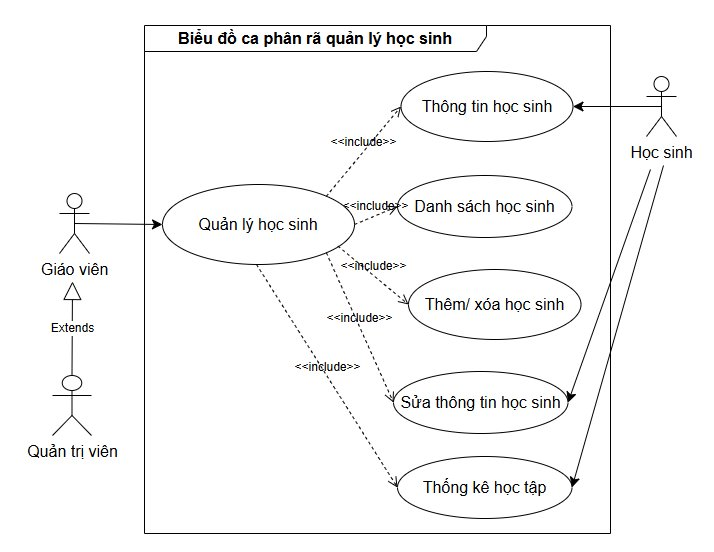 Biểu đồ ca phân rã quản lý học sinh
Thông tin học sinh
Học sinh
<<include>>
Danh sách học sinh
<<include>>
Quản lý học sinh
Giáo viên
<<include>>
Thêm/ xóa học sinh
<<include>>
Extends
<<include>>
Sửa thông tin học sinh
Quản trị viên
Thống kê học tập